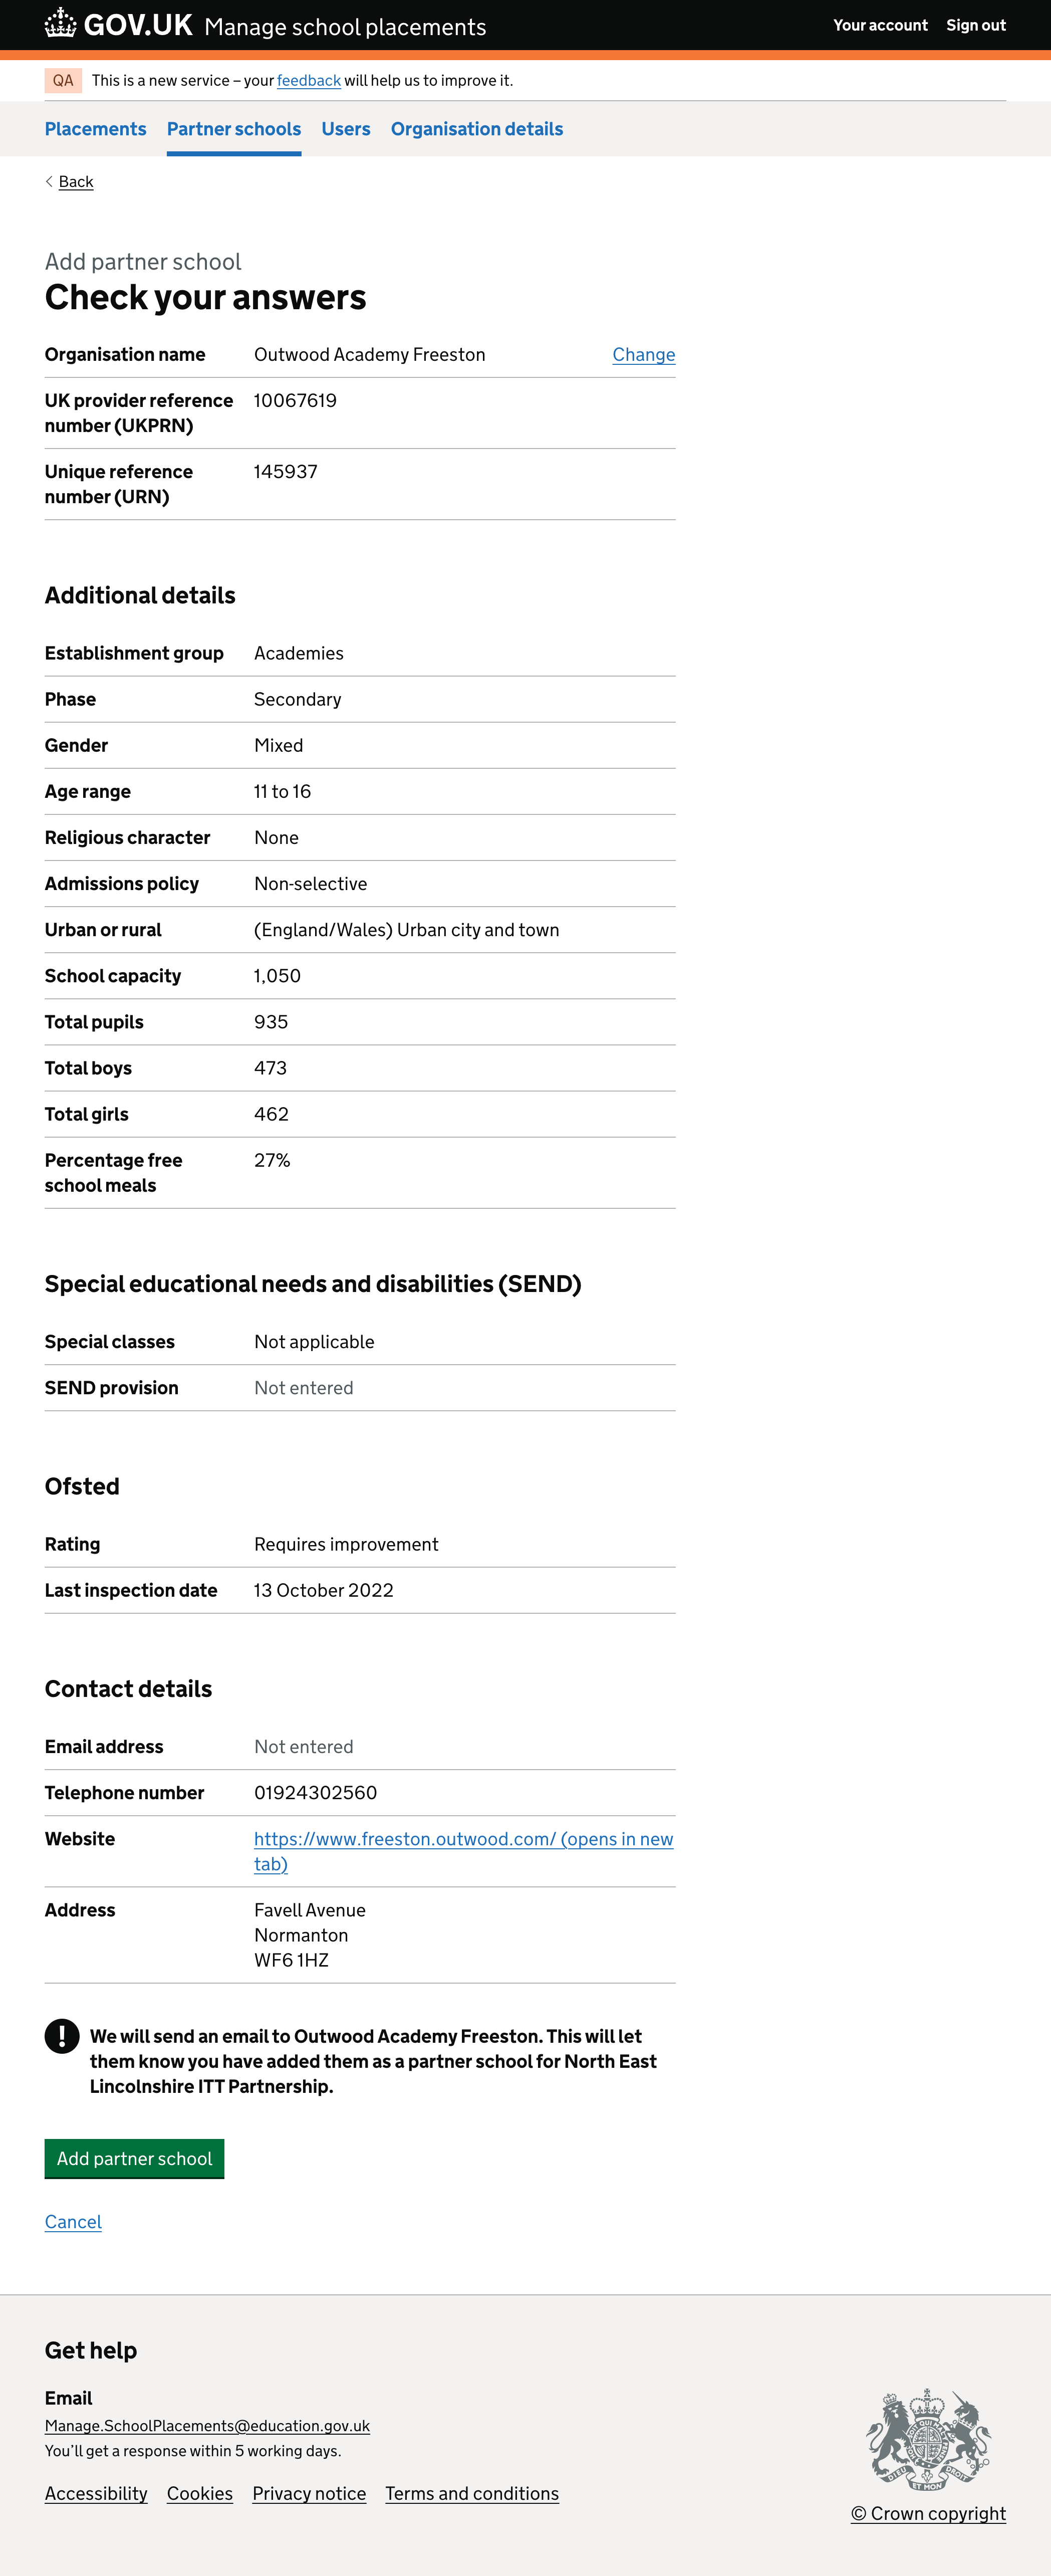 GOV.UK Manage school placements
Your account Sign out
QA This is a new service – your feedback will help us to improve it.
Placements Partner schools Users Organisation details
Back
Add partner school
Check your answers
Organisation name Outwood Academy Freeston Change
UK provider reference number (UKPRN) 10067619
Unique reference number (URN) 145937
Additional details
Establishment group Academies
Phase Secondary
Gender Mixed
Age range 11 to 16
Religious character None
Admissions policy Non-selective
Urban or rural (England/Wales) Urban city and town
School capacity 1,050
Total pupils 935
Total boys 473
Total girls 462
Percentage free school meals 27%
Special educational needs and disabilities (SEND)
Special classes Not applicable
SEND provision Not entered
Ofsted
Rating Requires improvement
Last inspection date 13 October 2022
Contact details
Email address Not entered
Telephone number 01924302560
Website https://www.freeston.outwood.com/ (opens in new
tab)
Address Favell Avenue
Normanton
WF6 1HZ
! We will send an email to Outwood Academy Freeston. This will let
them know you have added them as a partner school for North East
Lincolnshire ITT Partnership.
Add partner school
Cancel
Get help
Email
Manage.SchoolPlacements@education.gov.uk
You'll get a response within 5 working days.
Accessibility Cookies Privacy notice Terms and conditions
© Crown copyright